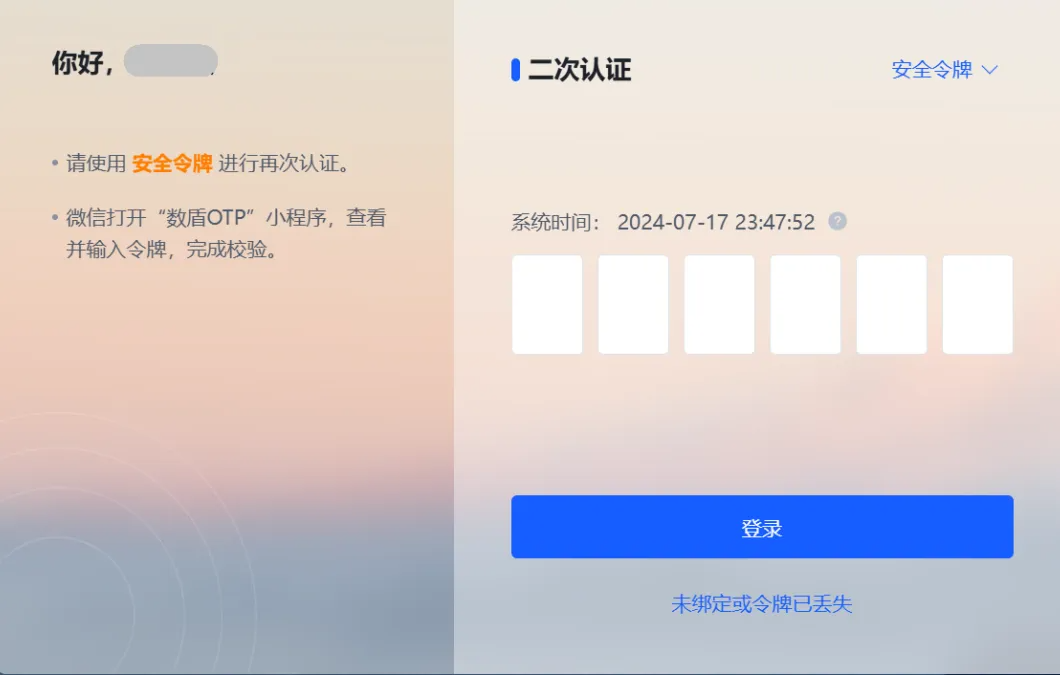 你好，
• 请使用 安全令牌 进行再次认证。
• 微信打开“数盾OTP”小程序，查看
并输入令牌，完成校验。
二次认证
安全令牌
系统时间： 2024-07-17 23:47:52 ?
登录
未绑定或令牌已丢失